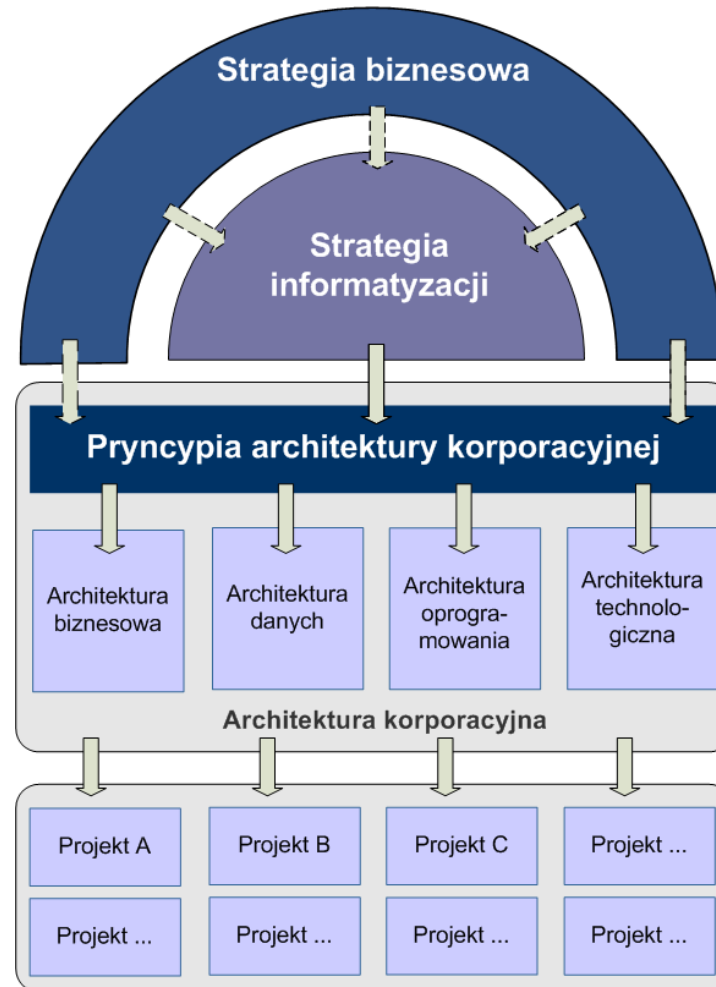 Strategia biznesowa
Strategia
informatyzacji
Pryncypia architektury korporacyjnej
Architektura
biznesowa
Architektura
danych
Architektura
oprogra-
mowania
Architektura
technolo-
giczna
Architektura korporacyjna
Projekt A
Projekt B
Projekt C
Projekt ...
Projekt ...
Projekt ...
Projekt ...
Projekt ...